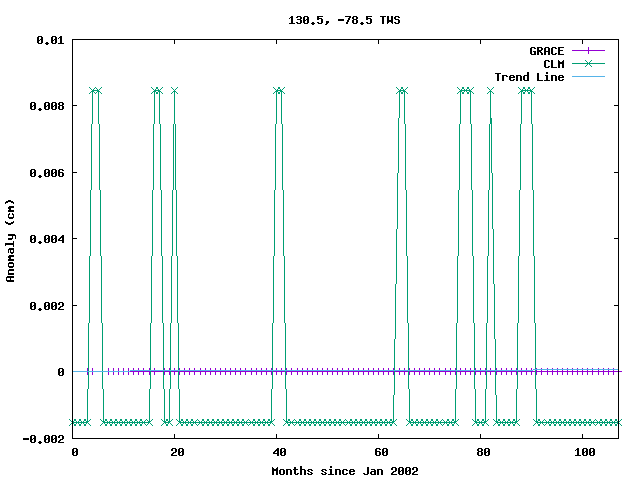 130.5, -78.5 TWS
GRACE
CLM
Trend Line
0.01
0.008
0.006
0.004
0.002
0
-0.002
Anomaly (cm)
0 20 40 60 80 100
Months since Jan 2002